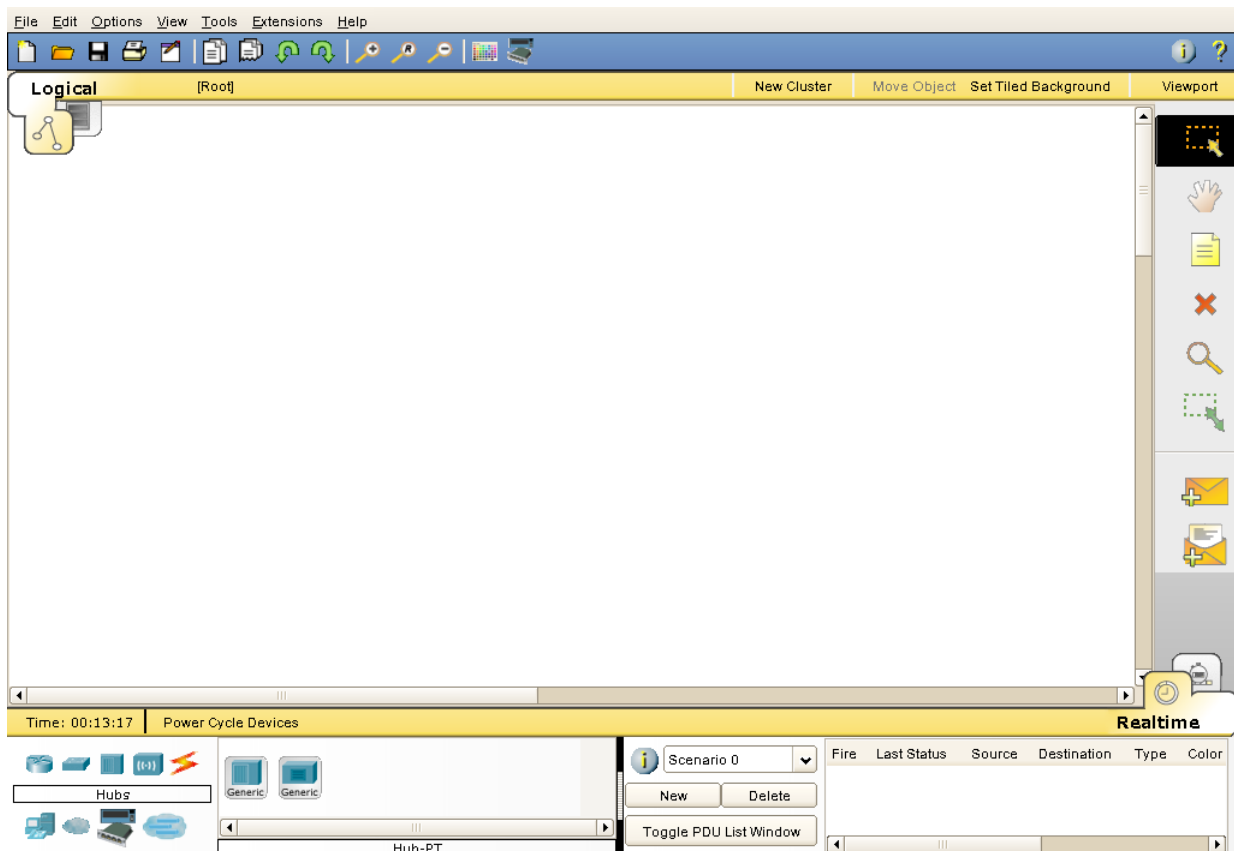 File Edit Options View Tools Extensions Help
Logical [Root] New Cluster Move Object Set Tiled Background Viewport
Time: 00:13:17 Power Cycle Devices Realtime
Scenario 0 Fire Last Status Source Destination Type Color
Hubs Generic Generic New Delete
Toggle PDU List Window
Hub-PT